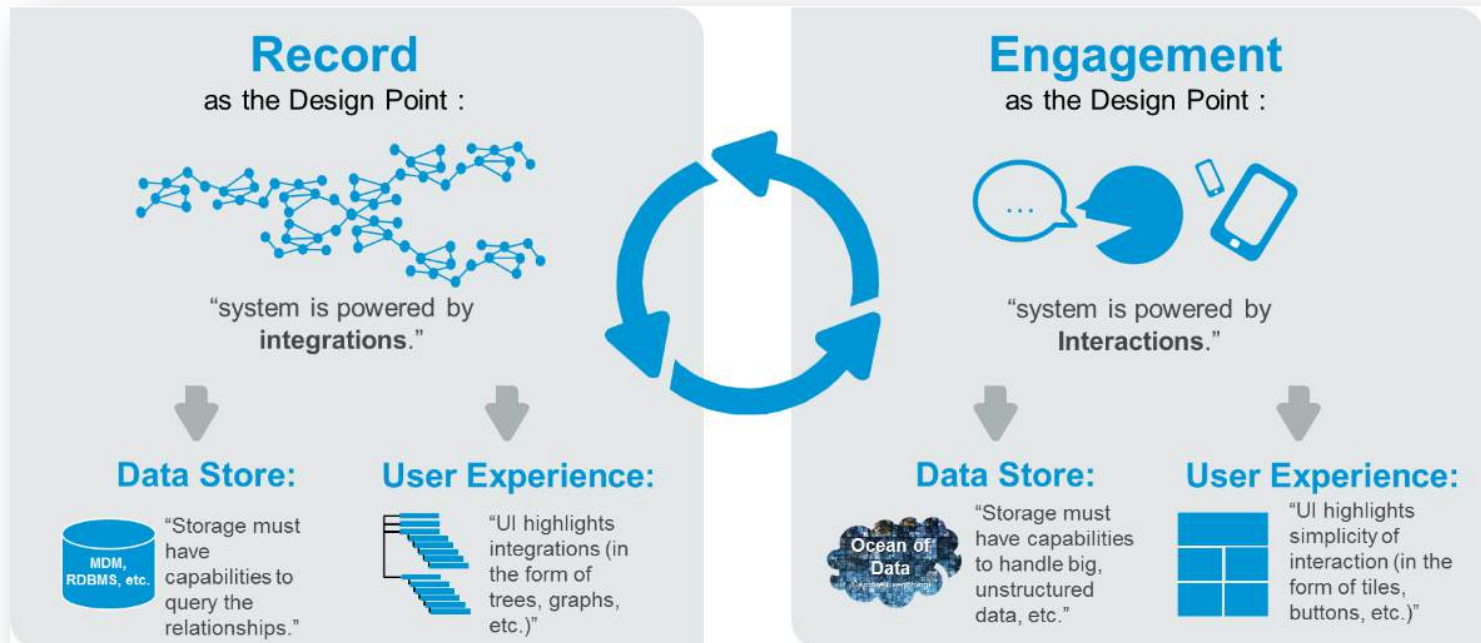 Record
as the Design Point :
“system is powered by
integrations.”
Data Store:
MDM,
RDBMS, etc.
“Storage must
have
capabilities to
query the
relationships.”
User Experience:
“UI highlights
integrations (in
the form of
trees, graphs,
etc.)”
Engagement
as the Design Point :
...
“system is powered by
Interactions.”
Data Store:
Ocean of
Data
“Storage must
have capabilities
to handle big,
unstructured
data, etc.”
User Experience:
“UI highlights
simplicity of
interaction (in the
form of tiles,
buttons, etc.)”